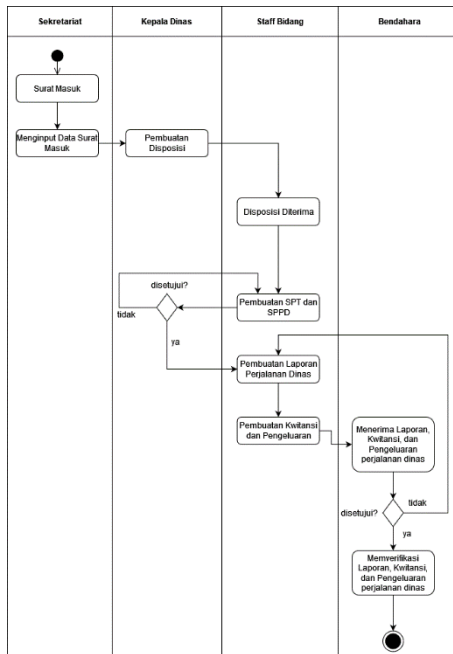 Sekretariat
Kepala Dinas
Staff Bidang
Bendahara
Surat Masuk
Menginput Data Surat
Masuk
Pembuatan
Disposisi
Disposisi Diterima
disetujui?
tidak
ya
Pembuatan SPT dan
SPPD
Pembuatan Laporan
Perjalanan Dinas
Pembuatan Kwitansi
dan Pengeluaran
Menerima Laporan,
Kwitansi, dan
Pengeluaran
perjalanan dinas
disetujui?
tidak
ya
Memverifikasi
Laporan, Kwitansi,
dan Pengeluaran
perjalanan dinas